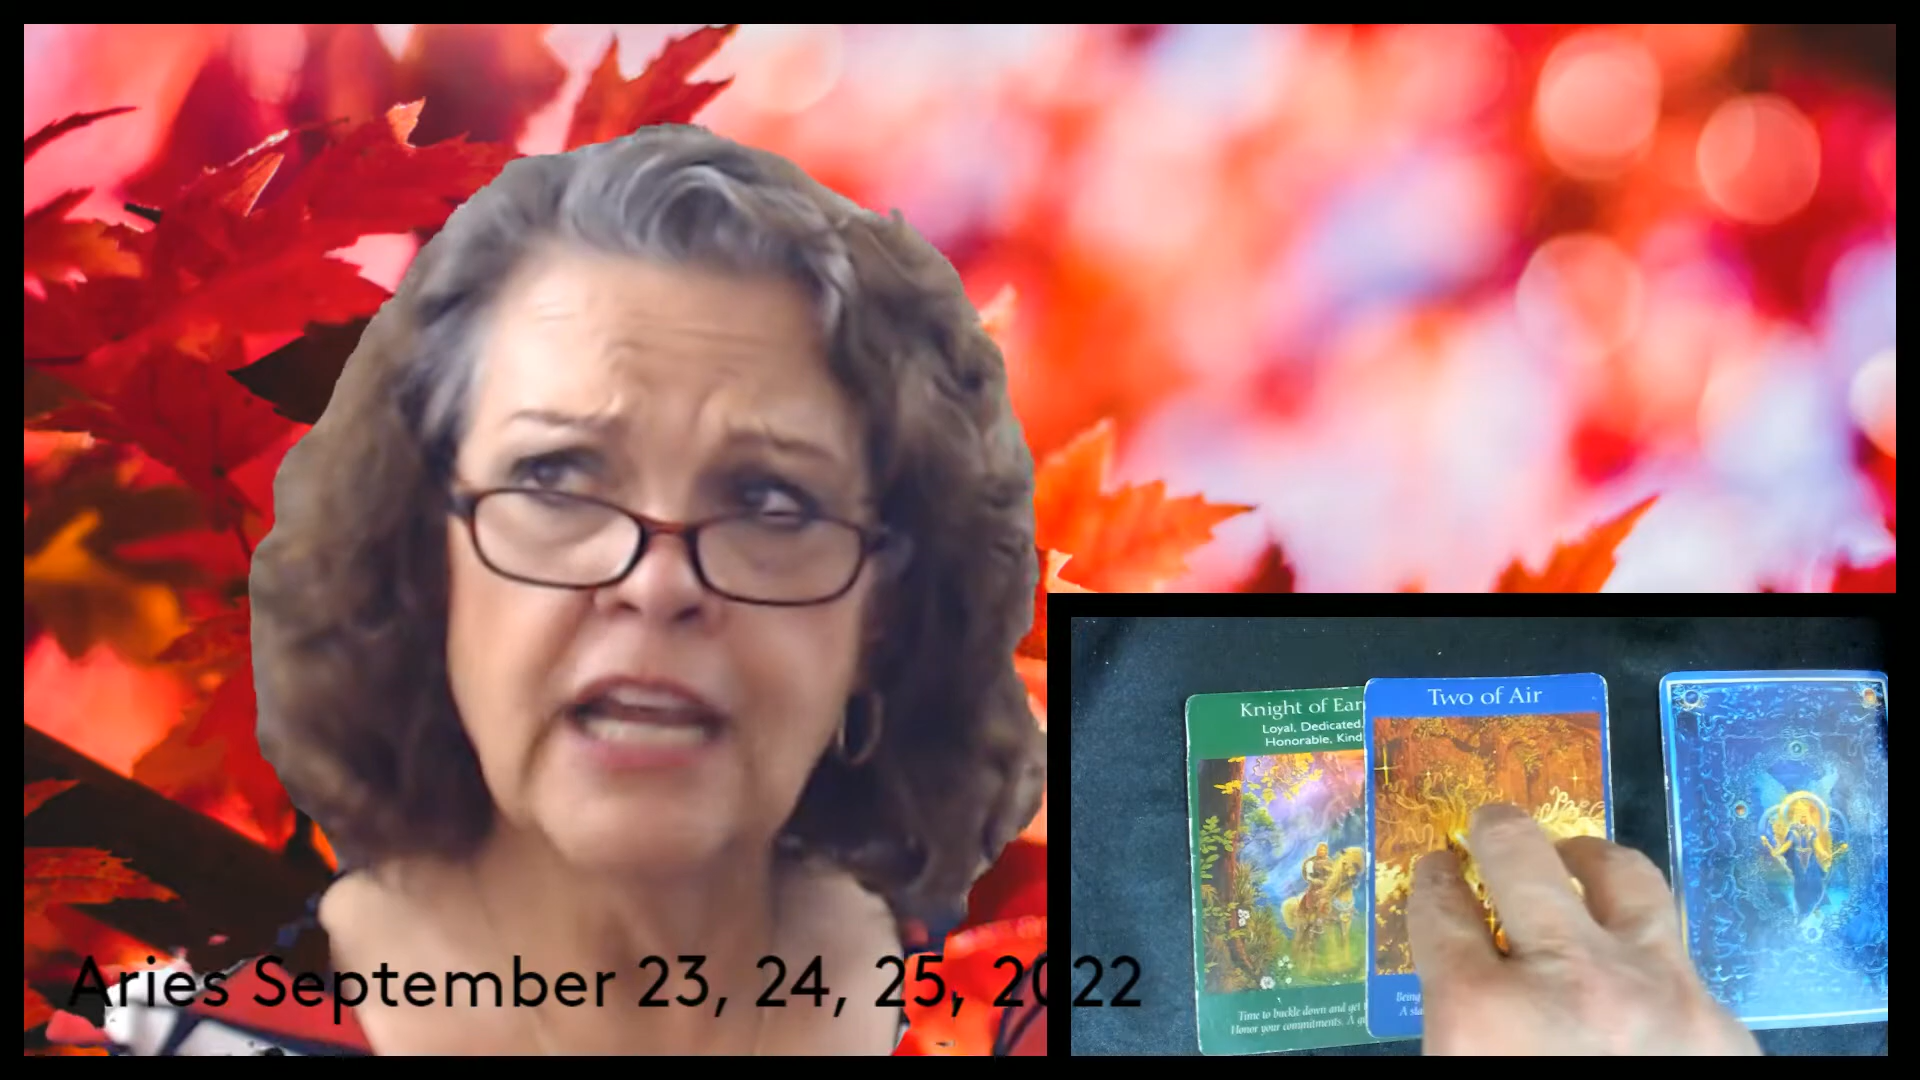 Aries September 23, 24, 25, 2022
Knight of Ear
Loyal, Dedicated,
Honorable, Kind
Time to buckle down and get
Honor your commitments. A
Two of Air
Being
A